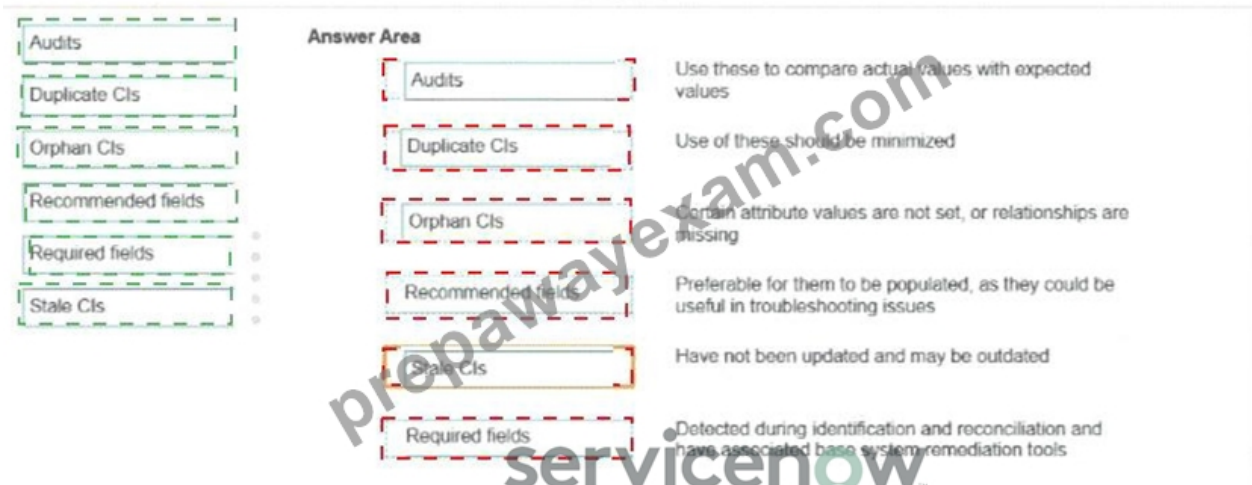 Audits
Duplicate CIs
Orphan CIs
Recommended fields
Required fields
Stale CIs
Answer Area
Audits
Use these to compare actual values with expected
values
Duplicate CIs
Use of these should be minimized
Orphan CIs
Certain attribute values are not set, or relationships are
missing
Recommended fields
Preferable for them to be populated, as they could be
useful in troubleshooting issues
Stale CIs
Have not been updated and may be outdated
Required fields
Detected during identification and reconciliation and
have associated base system remediation tools
prepawayexam.com
servicenow